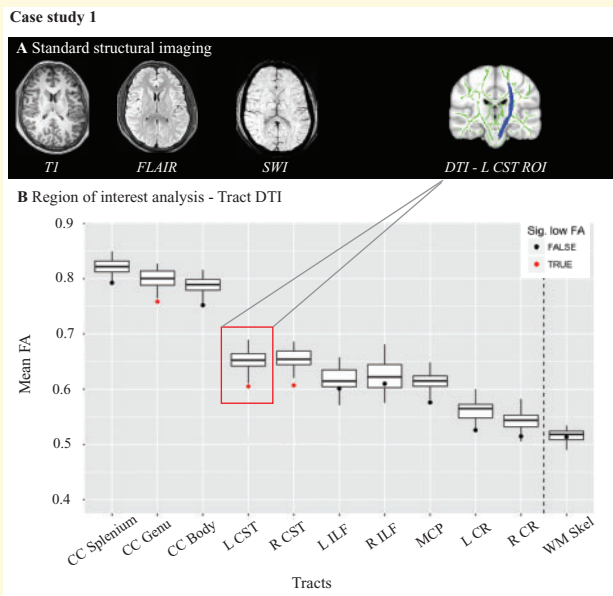 Case study 1
A Standard structural imaging
T1 FLAIR SWI DTI - L CST ROI
B Region of interest analysis - Tract DTI
Sig. low FA
FALSE
TRUE
Mean FA
0.9
0.8
0.7
0.6
0.5
0.4
CC Splenium
CC Genu
CC Body
L CST
R CST
L ILF
R ILF
MCP
L CR
R CR
WM Skel
Tracts